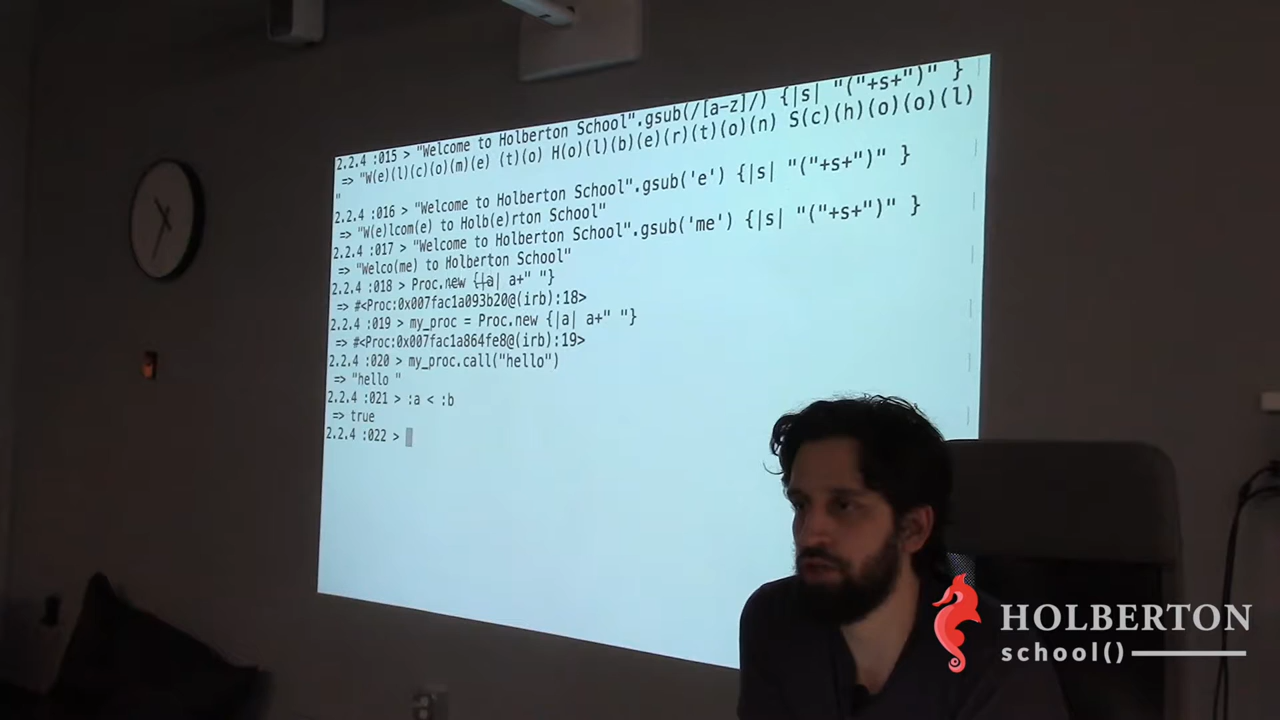 2.2.4 :015 > "Welcome to Holberton School".gsub(/[a-z]/) {|s| "("+s+")" }
=> "W(e)(l)(c)(o)(m)(e) (t)(o) H(o)(l)(b)(e)(r)(t)(o)(n) S(c)(h)(o)(o)(l)
"
2.2.4 :016 > "Welcome to Holberton School".gsub('e') {|s| "("+s+")" }
=> "W(e)lcom(e) to Holb(e)rton School"
2.2.4 :017 > "Welcome to Holberton School".gsub('me') {|s| "("+s+")" }
=> "Welco(me) to Holberton School"
2.2.4 :018 > Proc.new {|a| a+" "}
=> #<Proc:0x007fac1a093b20@(irb):18>
2.2.4 :019 > my_proc = Proc.new {|a| a+" "}
=> #<Proc:0x007fac1a864fe8@(irb):19>
2.2.4 :020 > my_proc.call("hello")
=> "hello "
2.2.4 :021 > :a < :b
=> true
2.2.4 :022 >
HOLBERTON
school()